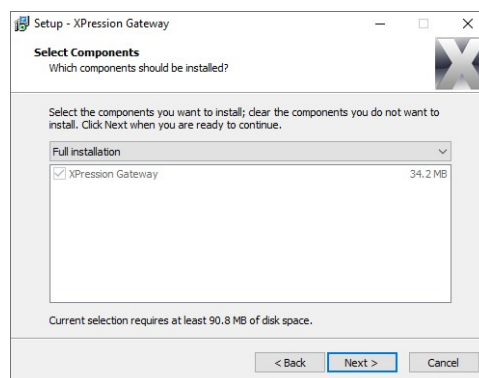 Setup - XPression Gateway
Select Components
Which components should be installed?
Select the components you want to install; clear the components you do not want to
install. Click Next when you are ready to continue.
Full installation
XPression Gateway 34.2 MB
Current selection requires at least 90.8 MB of disk space.
< Back Next > Cancel